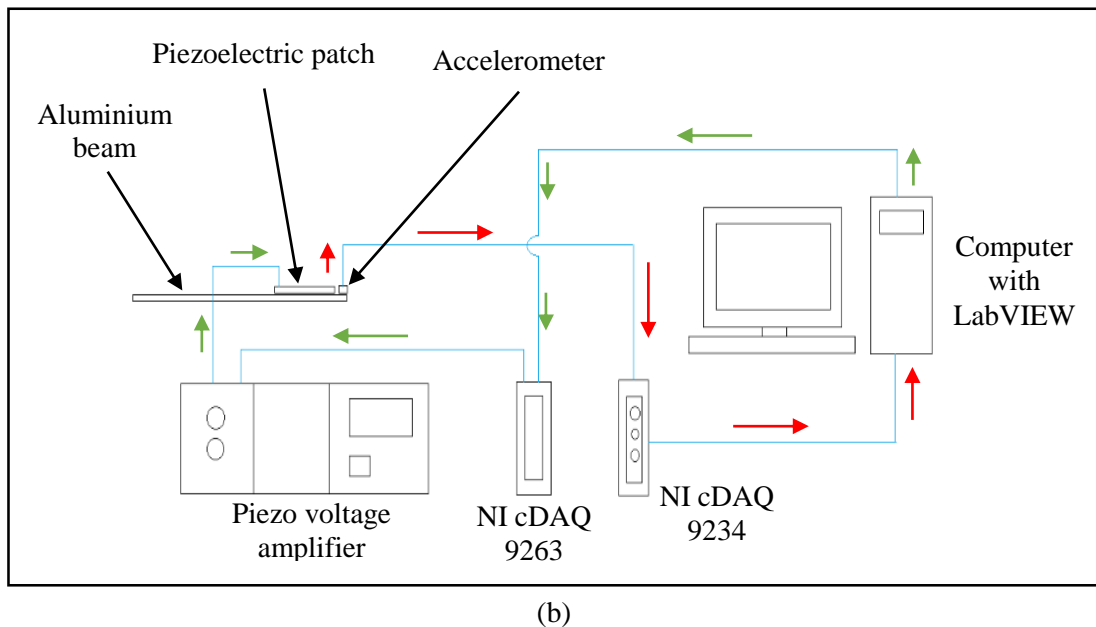 Piezoelectric patch
Accelerometer
Aluminium
beam
Computer
with
LabVIEW
Piezo voltage
amplifier
NI cDAQ
9263
NI cDAQ
9234
(b)